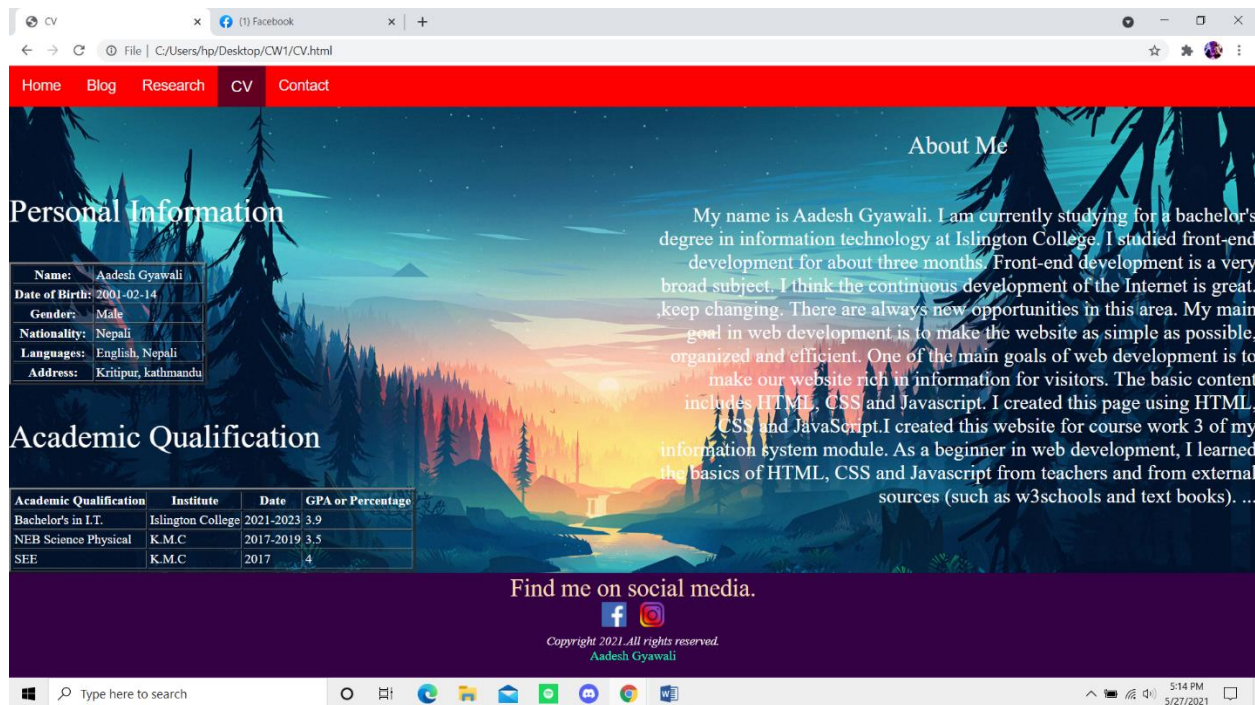 CV
(1) Facebook
File | C:/Users/hp/Desktop/CW1/CV.html
Home Blog Research CV Contact
Personal Information
Name: Aadesh Gyawali
Date of Birth: 2001-02-14
Gender: Male
Nationality: Nepali
Languages: English, Nepali
Address: Kritipur, kathmandu
Academic Qualification
Academic Qualification Institute Date GPA or Percentage
Bachelor's in I.T. Islington College 2021-2023 3.9
NEB Science Physical K.M.C 2017-2019 3.5
SEE K.M.C 2017 4
About Me
My name is Aadesh Gyawali. I am currently studying for a bachelor's
degree in information technology at Islington College. I studied front-end
development for about three months. Front-end development is a very
broad subject. I think the continuous development of the Internet is great.
,keep changing. There are always new opportunities in this area. My main
goal in web development is to make the website as simple as possible,
organized and efficient. One of the main goals of web development is to
make our website rich in information for visitors. The basic content
includes HTML, CSS and Javascript. I created this page using HTML,
CSS and JavaScript.I created this website for course work 3 of my
information system module. As a beginner in web development, I learned
the basics of HTML, CSS and Javascript from teachers and from external
sources (such as w3schools and text books). ...
Find me on social media.
Copyright 2021.All rights reserved.
Aadesh Gyawali
Type here to search
5:14 PM
5/27/2021